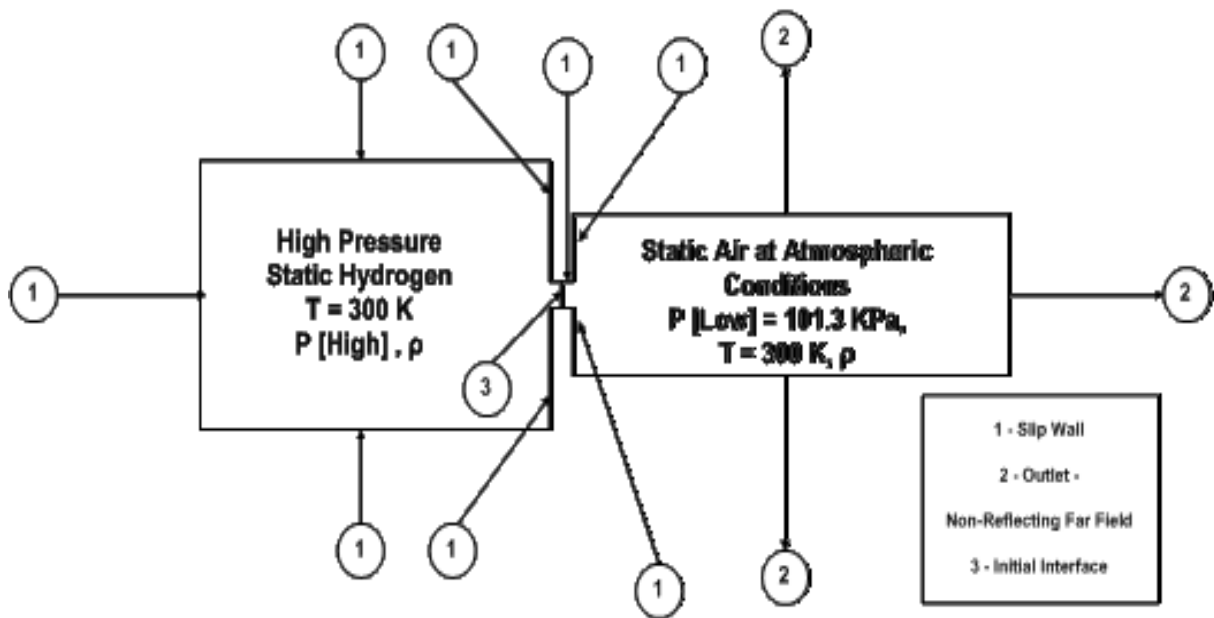 1
1
1
1
2
High Pressure
Static Hydrogen
T = 300 K
P [High] , ρ
Static Air at Atmospheric
Conditions
P [Low] = 101.3 KPa,
T = 300 K, ρ
1
2
3
1
1
1
2
1 - Slip Wall
2 - Outlet -
Non-Reflecting Far Field
3 - Initial Interface